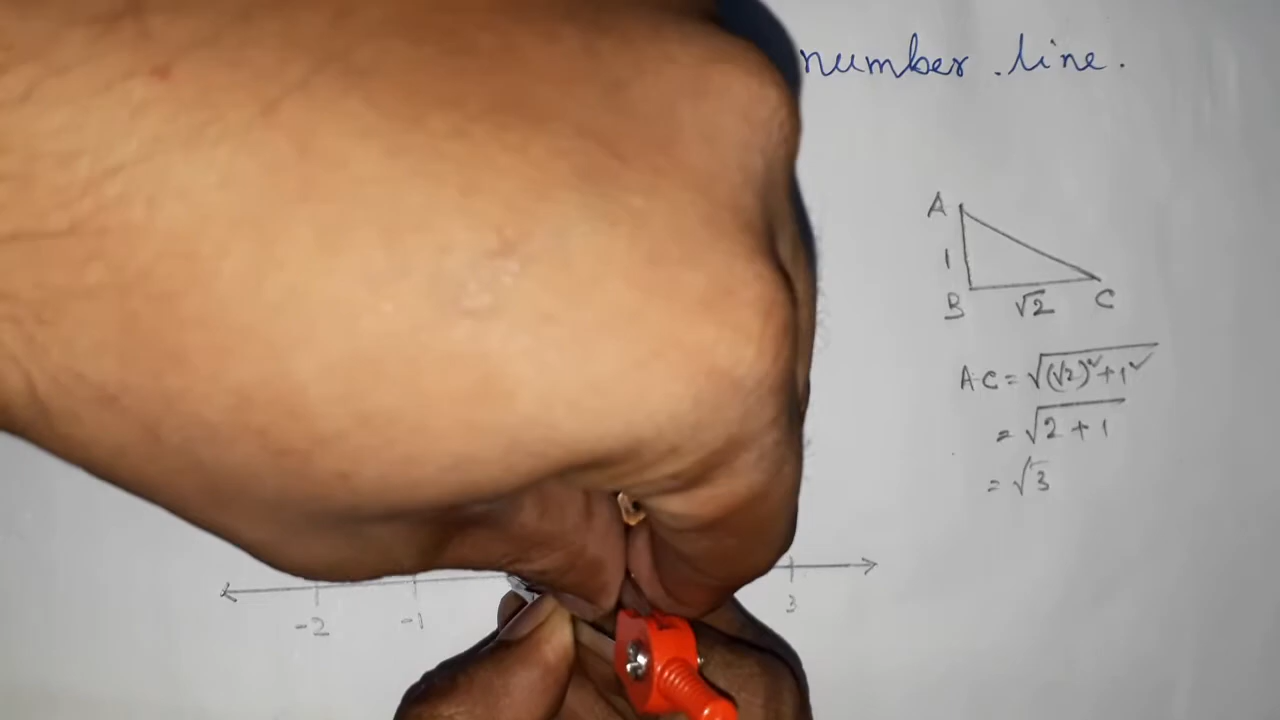 number line.
A
1
B √2 C
AC = √(√2)² + 1²
= √2 + 1
= √3
-2 -1 3